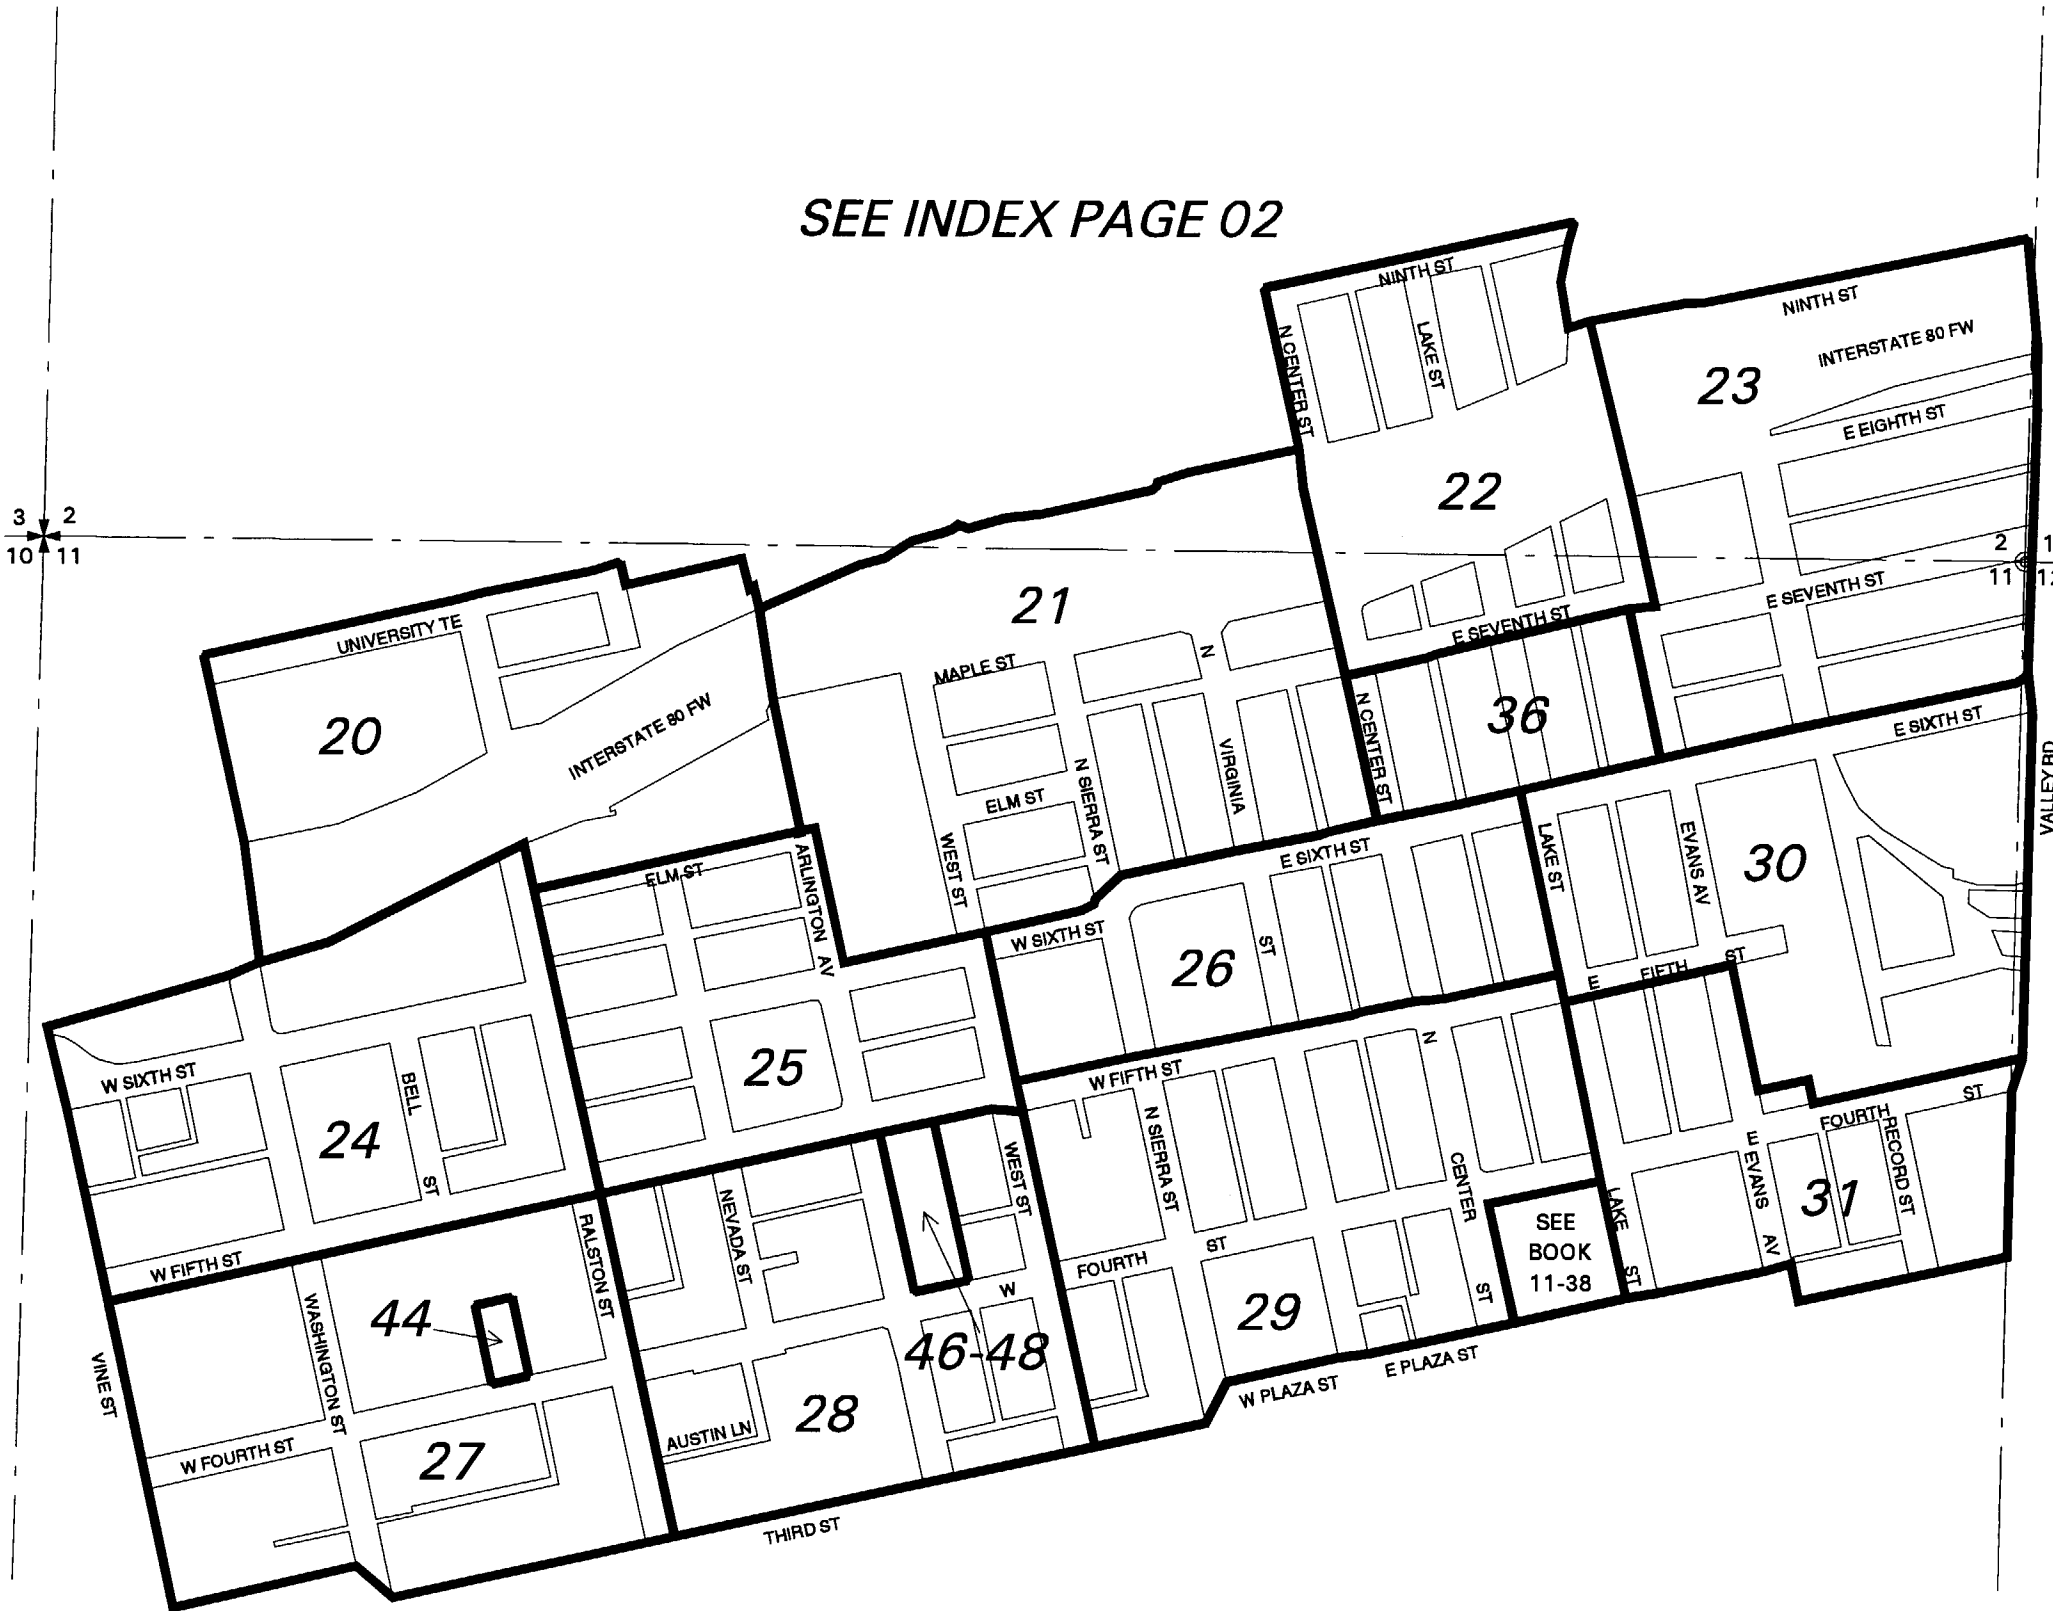 SEE INDEX PAGE 02
NINTH ST
NINTH ST
N CENTER ST
LAKE ST
INTERSTATE 80 FW
23
E EIGHTH ST
22
3 2
10 11
2 1
11
21
E SEVENTH ST
E SEVENTH ST
UNIVERSITY TE
N
MAPLE ST
20
INTERSTATE 80 FW
36
N CENTER ST
E SIXTH ST
VALLEY RD
VIRGINIA
N SIERRA ST
ELM ST
WEST ST
E SIXTH ST
LAKE ST
EVANS AV
30
ELM ST
ARLINGTON
AV
W SIXTH ST
26
ST
E FIFTH ST
25
W SIXTH ST
BELL
ST
24
W FIFTH ST
N
N SIERRA ST
CENTER
ST
FOURTH
ST
RECORD ST
E EVANS
AV
31
WEST ST
NEVADA ST
LAKE
ST
SEE
BOOK
11-38
W FIFTH ST
RALSTON ST
W
FOURTH
ST
29
44
46-48
WASHINGTON ST
VINE ST
E PLAZA ST
W PLAZA ST
28
AUSTIN LN
W FOURTH ST
27
THIRD ST